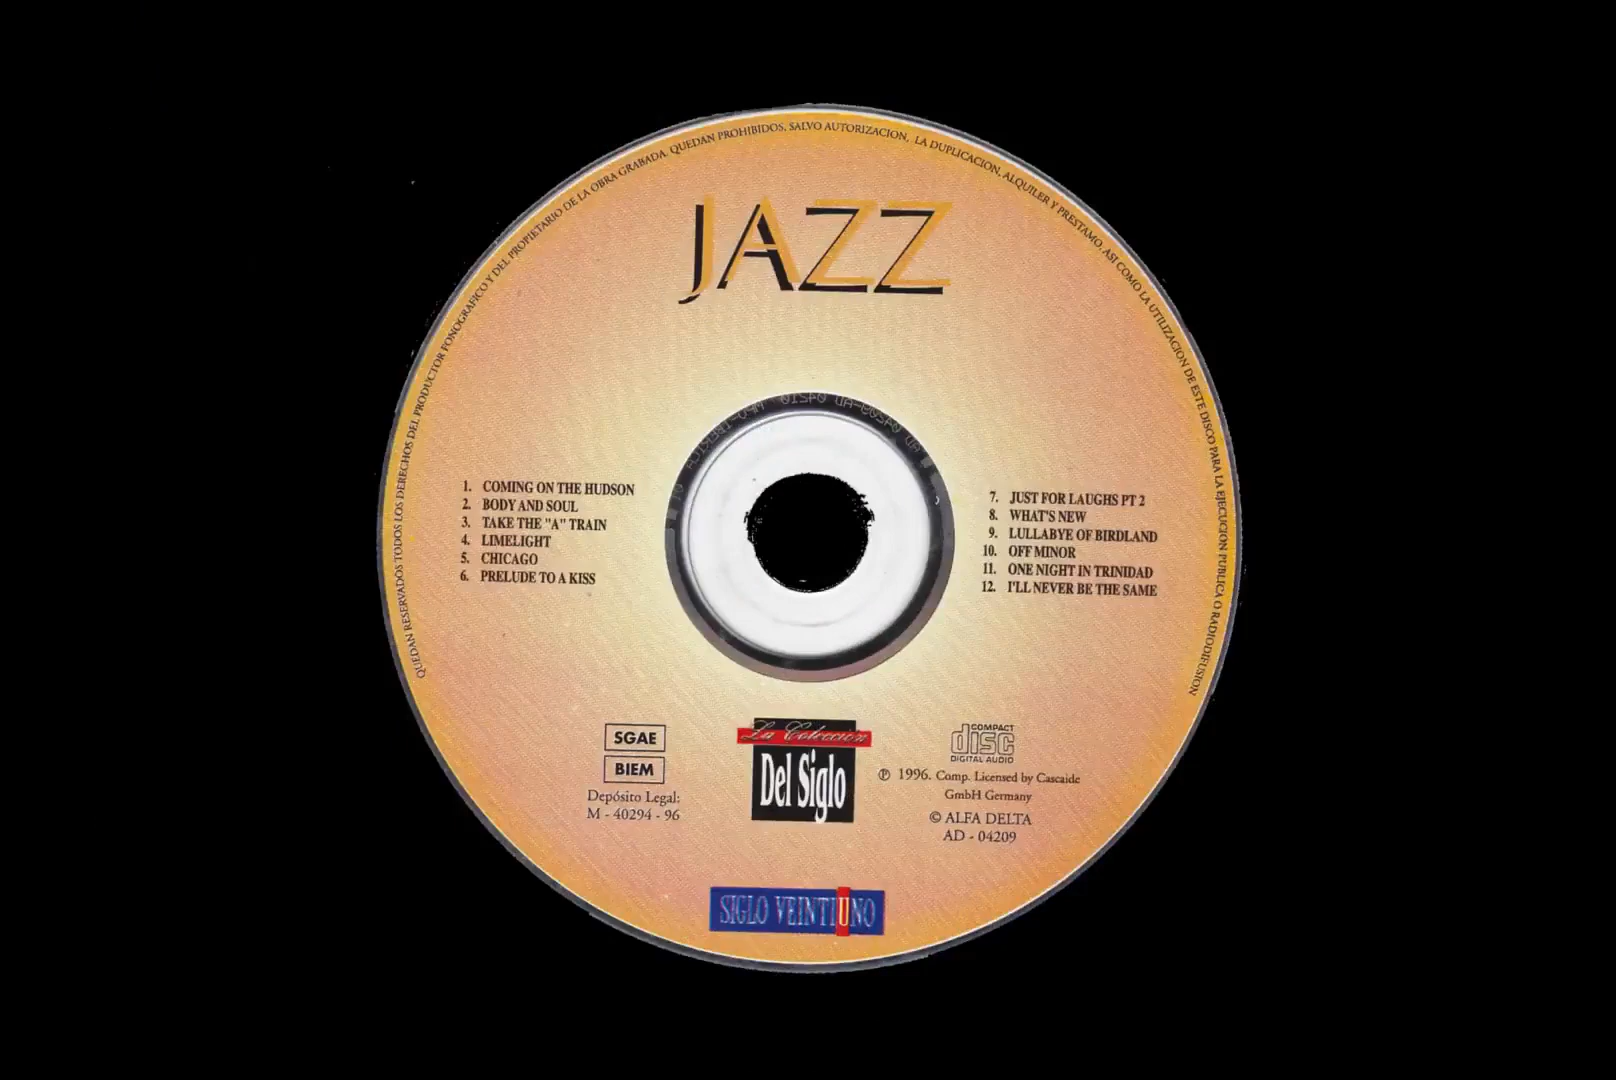 QUEDAN RESERVADOS TODOS LOS DERECHOS DEL PRODUCTOR FONOGRAFICO Y DEL PROPIETARIO DE LA OBRA GRABADA. QUEDAN PROHIBIDOS, SALVO AUTORIZACION, LA DUPLICACION, ALQUILER Y PRESTAMO, ASI COMO LA UTILIZACION DE ESTE DISCO PARA LA EJECUCION PUBLICA O RADIODIFUSION
JAZZ
1. COMING ON THE HUDSON
2. BODY AND SOUL
3. TAKE THE "A" TRAIN
4. LIMELIGHT
5. CHICAGO
6. PRELUDE TO A KISS
7. JUST FOR LAUGHS PT 2
8. WHAT'S NEW
9. LULLABYE OF BIRDLAND
10. OFF MINOR
11. ONE NIGHT IN TRINIDAD
12. I'LL NEVER BE THE SAME
SGAE
BIEM
Depósito Legal:
M - 40294 - 96
La Colección
Del Siglo
COMPACT
disc
DIGITAL AUDIO
℗ 1996. Comp. Licensed by Cascaide
GmbH Germany
© ALFA DELTA
AD - 04209
SIGLO VEINTIUNO